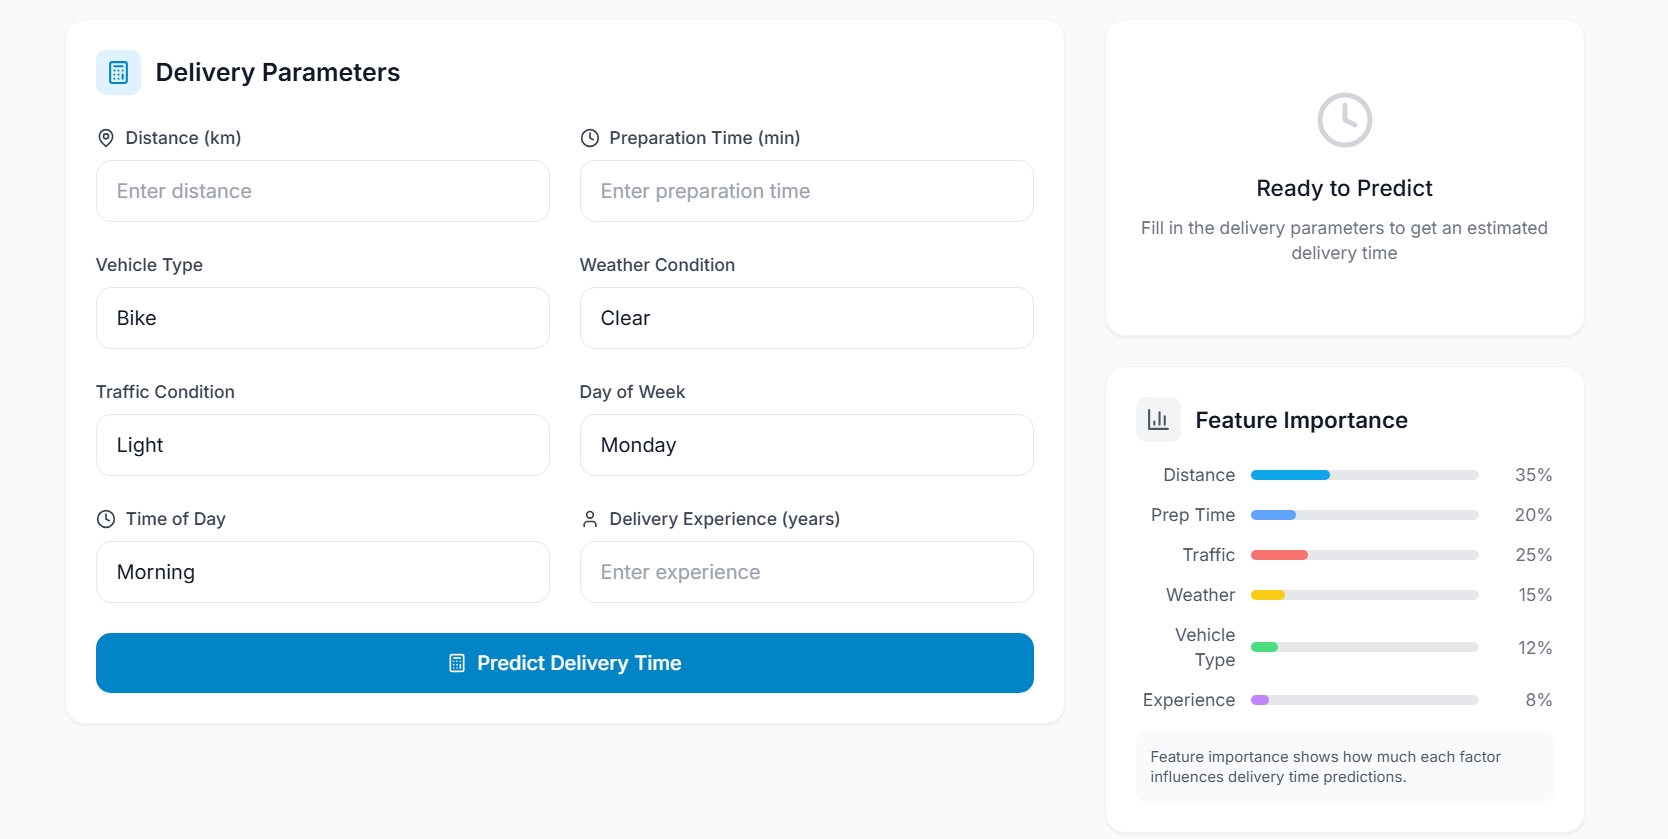 Delivery Parameters
Distance (km)
Enter distance
Preparation Time (min)
Enter preparation time
Vehicle Type
Bike
Weather Condition
Clear
Traffic Condition
Light
Day of Week
Monday
Time of Day
Morning
Delivery Experience (years)
Enter experience
Predict Delivery Time
Ready to Predict
Fill in the delivery parameters to get an estimated
delivery time
Feature Importance
Distance 35%
Prep Time 20%
Traffic 25%
Weather 15%
Vehicle
Type 12%
Experience 8%
Feature importance shows how much each factor
influences delivery time predictions.